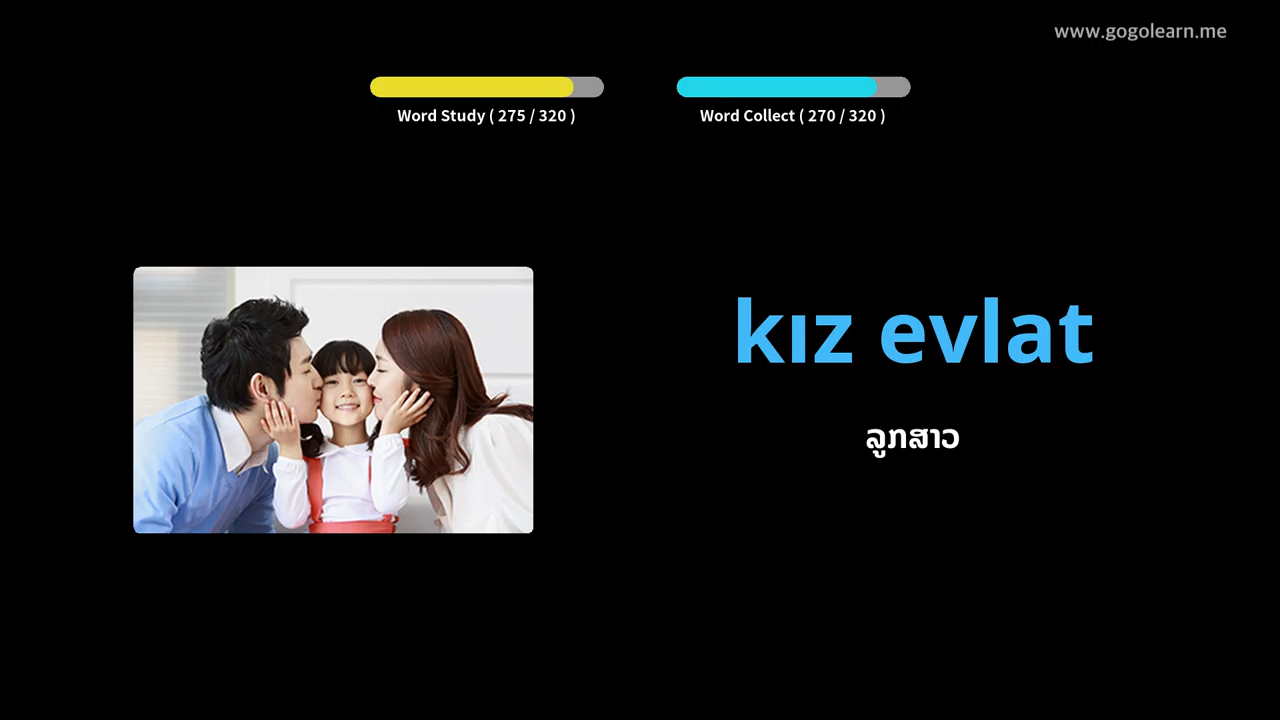 www.gogolearn.me
Word Study ( 275 / 320 )
Word Collect ( 270 / 320 )
kız evlat
ລູກສາວ